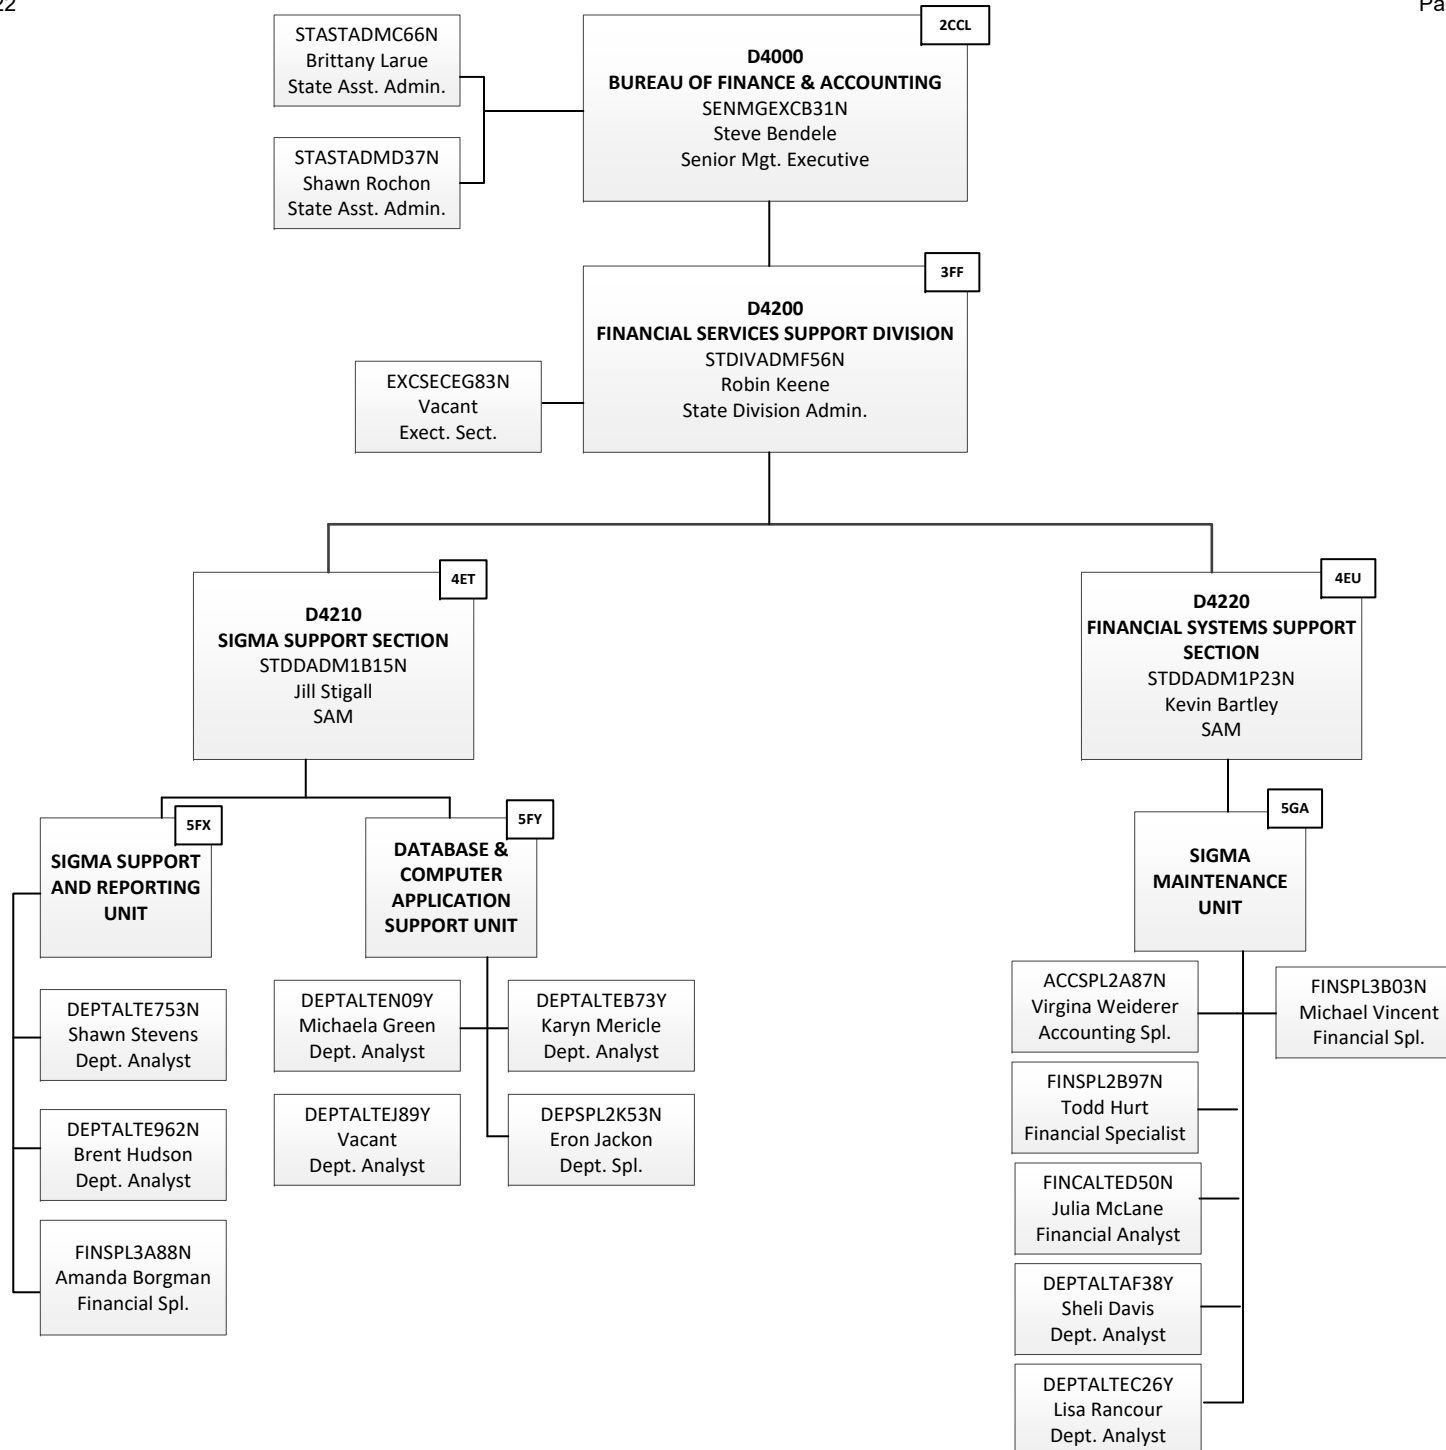 22
Pa
STASTADMC66N
Brittany Larue
State Asst. Admin.
2CCL
D4000
BUREAU OF FINANCE & ACCOUNTING
SENMGEXCB31N
Steve Bendele
Senior Mgt. Executive
STASTADMD37N
Shawn Rochon
State Asst. Admin.
3FF
D4200
FINANCIAL SERVICES SUPPORT DIVISION
STDIVADMF56N
Robin Keene
State Division Admin.
EXCSECEG83N
Vacant
Exect. Sect.
4ET
D4210
SIGMA SUPPORT SECTION
STDDADM1B15N
Jill Stigall
SAM
4EU
D4220
FINANCIAL SYSTEMS SUPPORT
SECTION
STDDADM1P23N
Kevin Bartley
SAM
5FX
SIGMA SUPPORT
AND REPORTING
UNIT
5FY
DATABASE &
COMPUTER
APPLICATION
SUPPORT UNIT
5GA
SIGMA
MAINTENANCE
UNIT
DEPTALTE753N
Shawn Stevens
Dept. Analyst
DEPTALTE962N
Brent Hudson
Dept. Analyst
FINSPL3A88N
Amanda Borgman
Financial Spl.
DEPTALTEN09Y
Michaela Green
Dept. Analyst
DEPTALTEB73Y
Karyn Mericle
Dept. Analyst
DEPTALTEJ89Y
Vacant
Dept. Analyst
DEPSPL2K53N
Eron Jackon
Dept. Spl.
ACCSPL2A87N
Virgina Weiderer
Accounting Spl.
FINSPL3B03N
Michael Vincent
Financial Spl.
FINSPL2B97N
Todd Hurt
Financial Specialist
FINCALTED50N
Julia McLane
Financial Analyst
DEPTALTAF38Y
Sheli Davis
Dept. Analyst
DEPTALTEC26Y
Lisa Rancour
Dept. Analyst